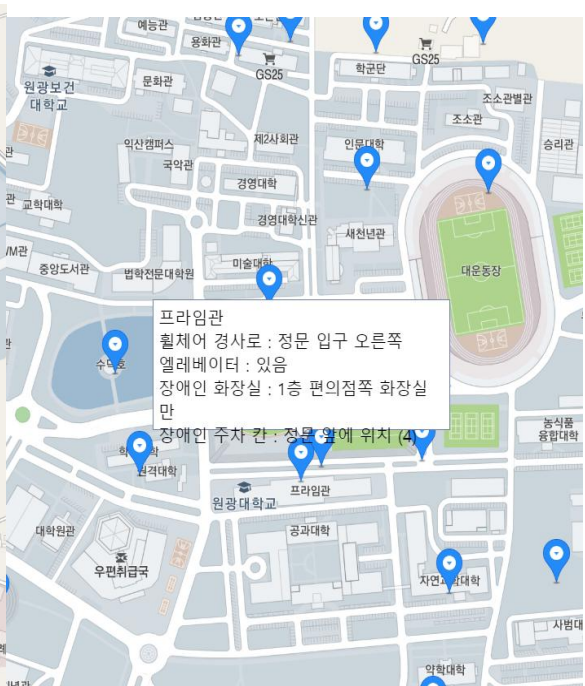 예능관
용화관
GS25
GS25
원광보건
대학교
문화관
학군단
조소관별관
조소관
익산캠퍼스
제2사회관
인문대학
승리관
국악관
경영대학
관
관
교학대학
경영대학신관
새천년관
VM관
중앙도서관
법학전문대학원
미술대학
대운동장
프라임관
휠체어 경사로 : 정문 입구 오른쪽
엘레베이터 : 있음
장애인 화장실 : 1층 편의점쪽 화장실
만
장애인 주차 칸 : 정문 앞에 위치 (4)
농식품
융합대학
원격대학
프라임관
원광대학교
대학원관
공과대학
우편취급국
자연과학대학
사범대
약학대학